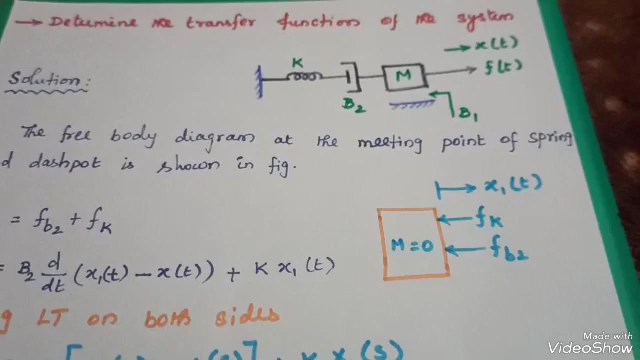 → Determine the transfer function of the system
→ x(t)
K
M
f(t)
Solution:
B2
B1
The free body diagram at the meeting point of spring
d dashpot is shown in fig.
x1(t)
= fb2 + fK
fK
M=0
fb2
= B2 d/dt (x1(t) - x(t)) + K x1(t)
g LT on both sides
K X (s)
Made with
VideoShow